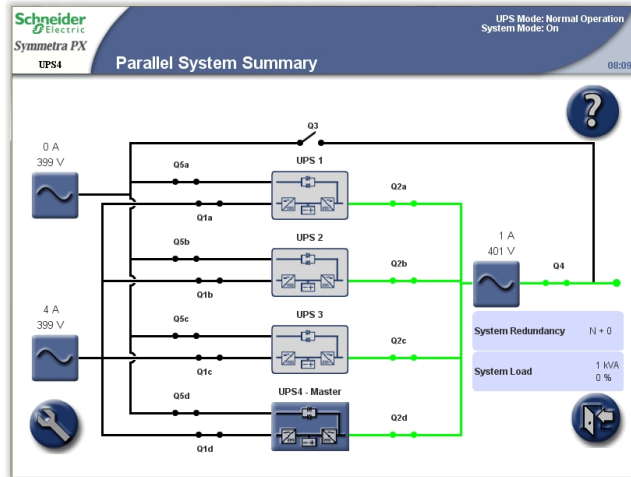 Schneider
Electric
Symmetra PX
UPS4
Parallel System Summary
UPS Mode: Normal Operation
System Mode: On
08:09
?
Q3
0 A
399 V
Q5a
UPS 1
Q2a
Q1a
Q5b
UPS 2
Q2b
Q1b
1 A
401 V
Q4
4 A
399 V
Q5c
UPS 3
Q2c
Q1c
System Redundancy N + 0
System Load 1 kVA
0 %
Q5d
UPS4 - Master
Q2d
Q1d